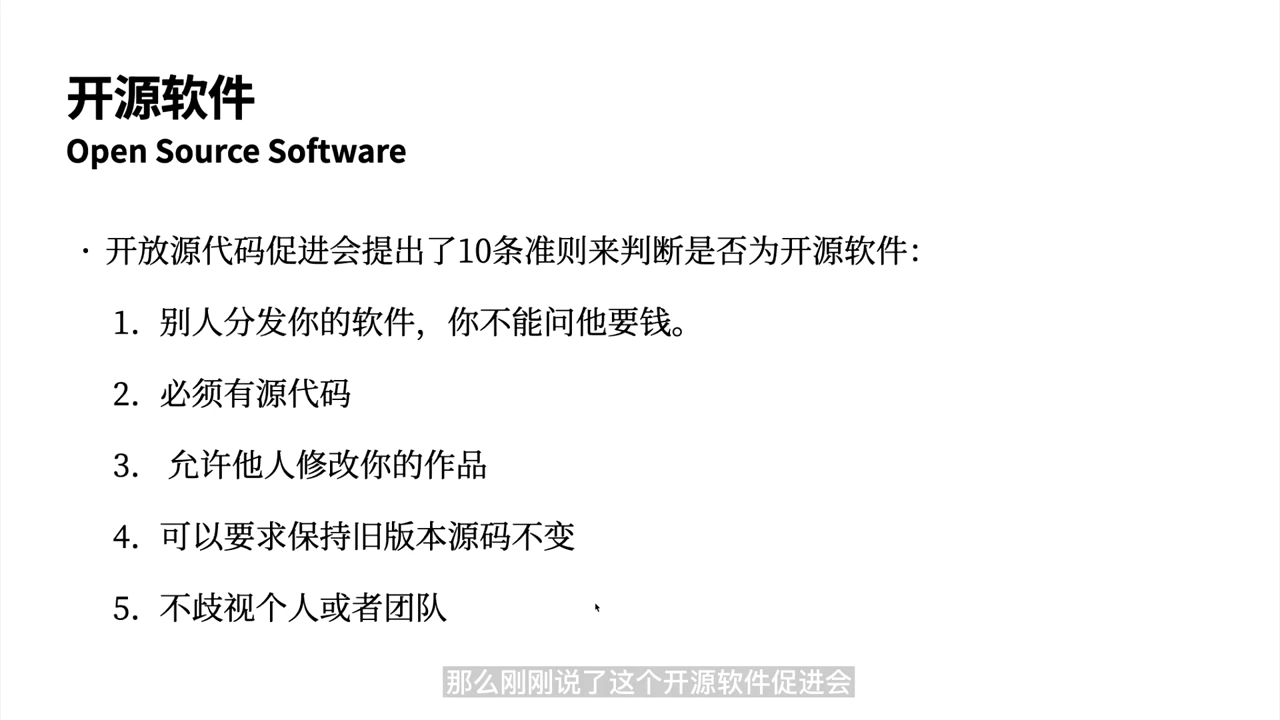 开源软件
Open Source Software
· 开放源代码促进会提出了10条准则来判断是否为开源软件：
1. 别人分发你的软件，你不能问他要钱。
2. 必须有源代码
3. 允许他人修改你的作品
4. 可以要求保持旧版本源码不变
5. 不歧视个人或者团队
那么刚刚说了这个开源软件促进会